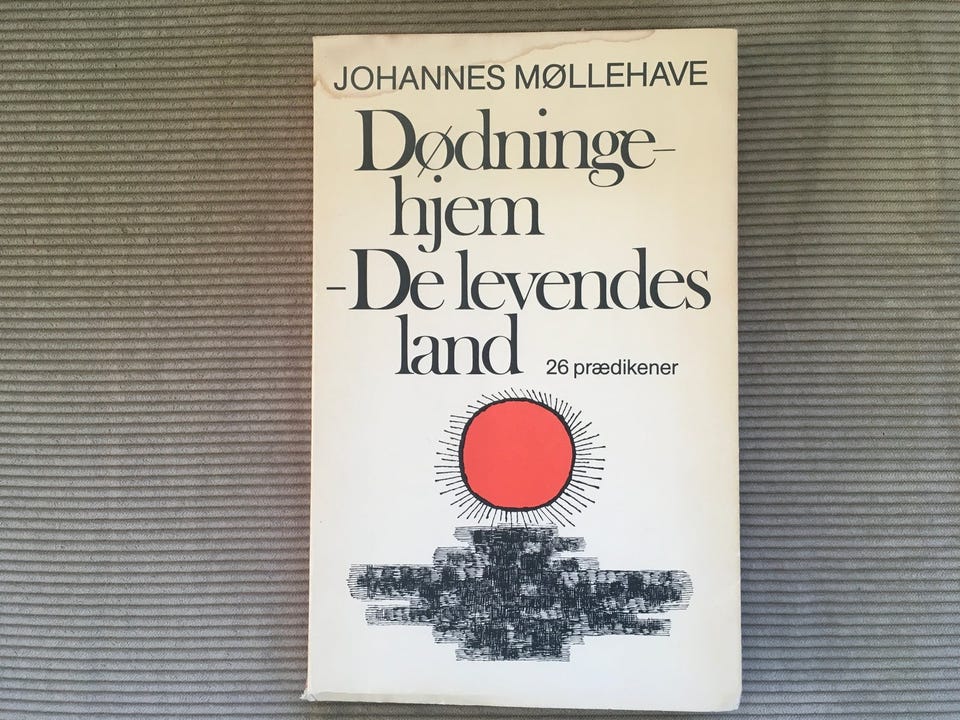 JOHANNES MØLLEHAVE
Dødninge-
hjem
-De levendes
land 26 prædikener